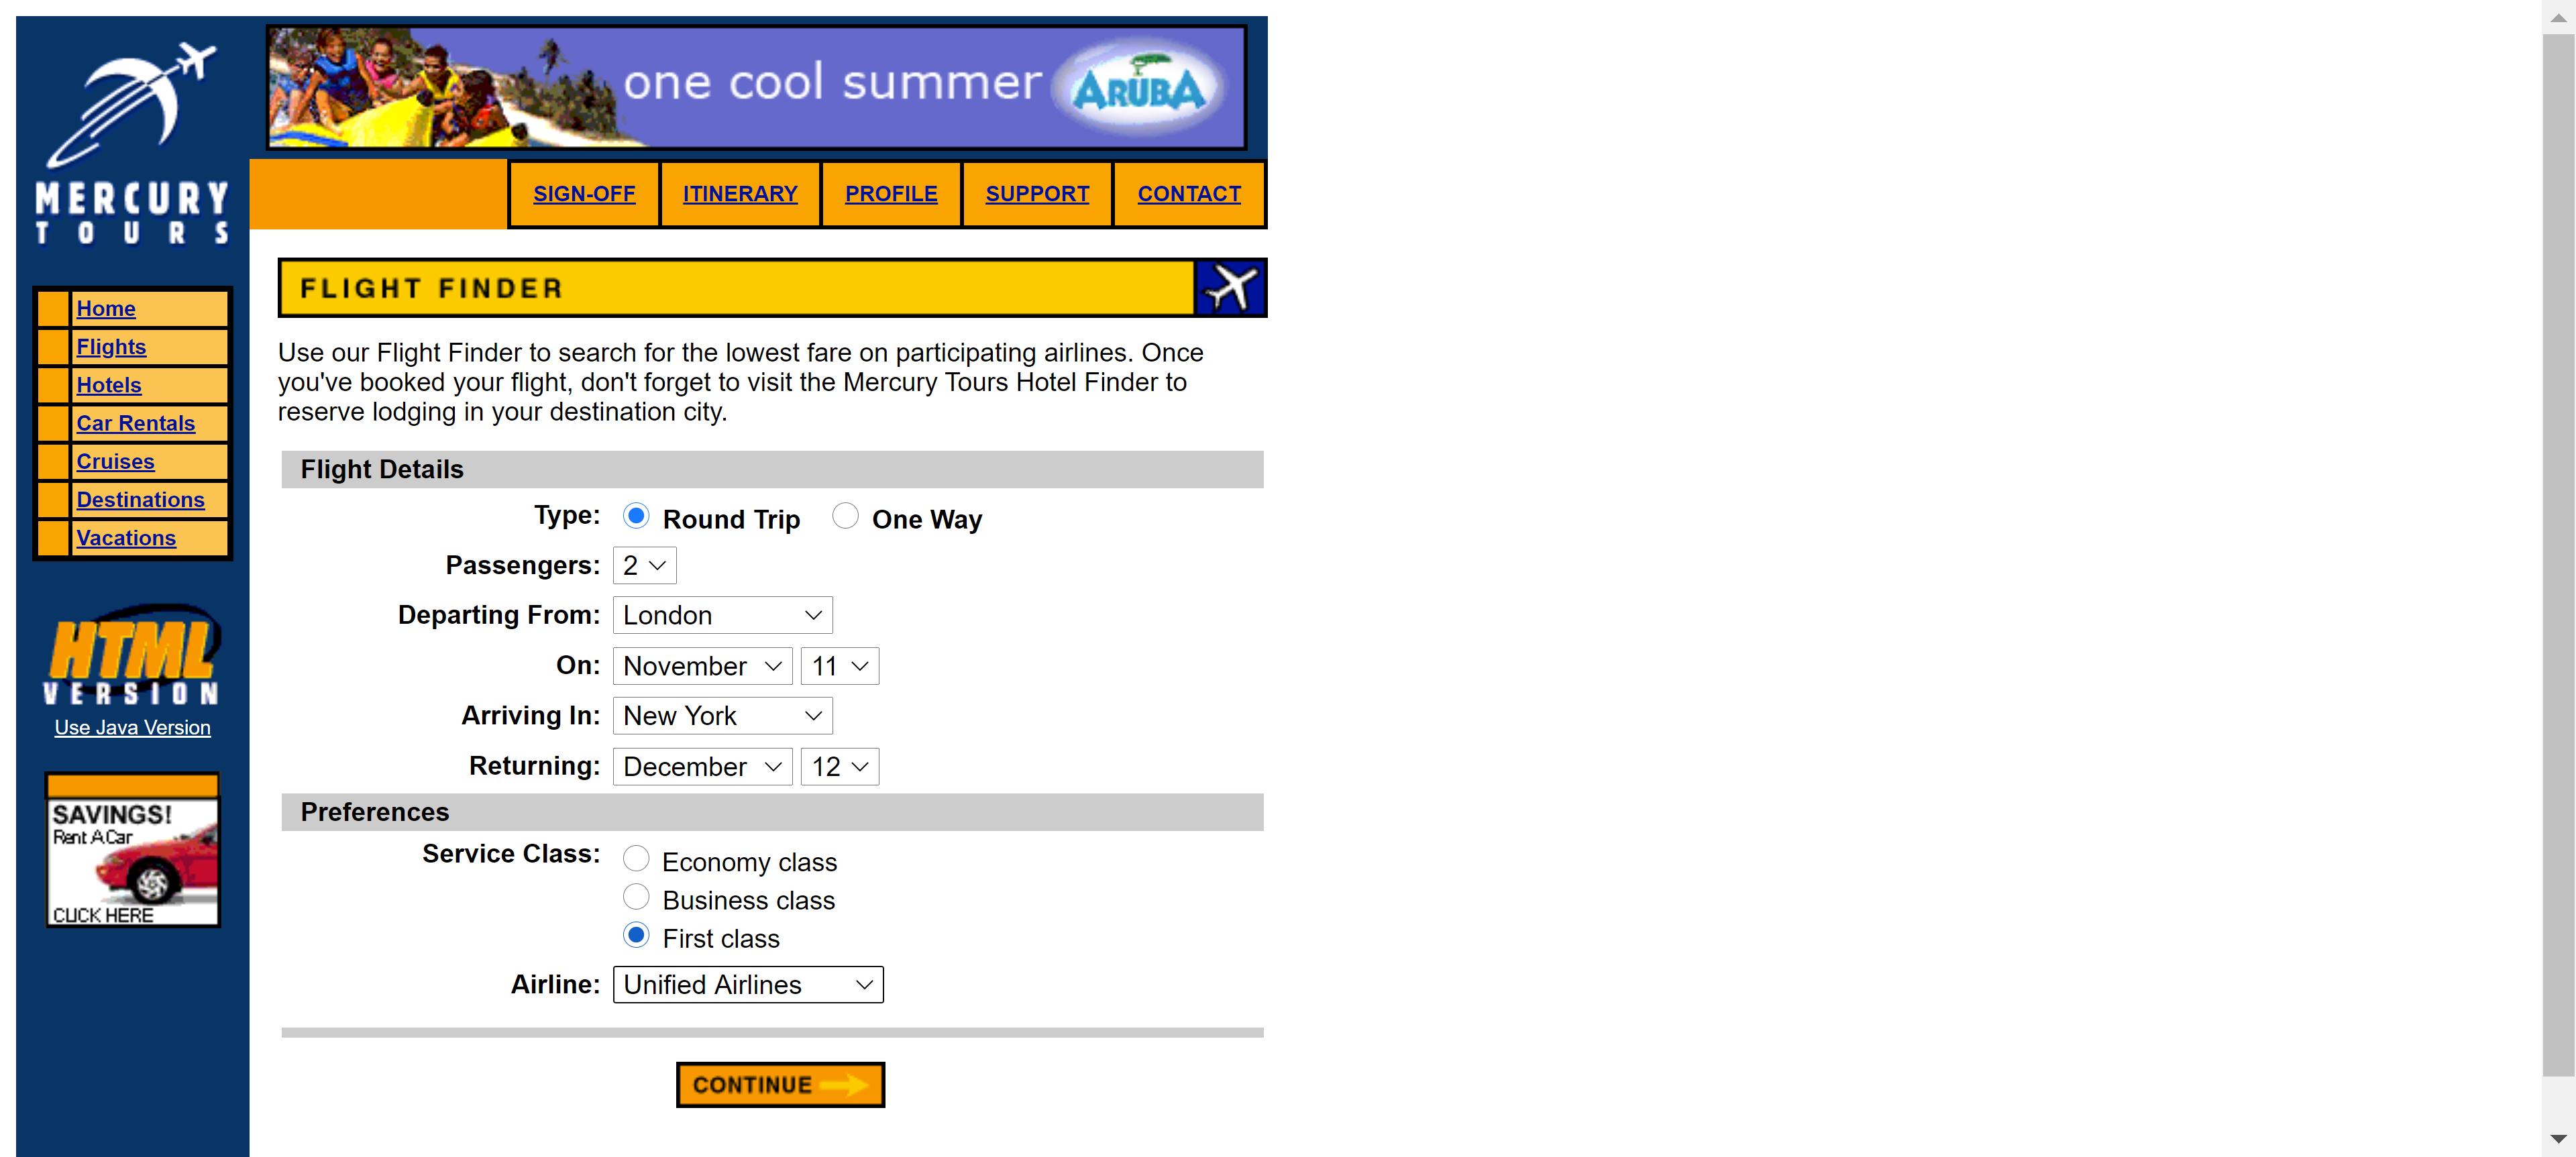 MERCURY
TOURS
one cool summer
ARUBA
SIGN-OFF
ITINERARY
PROFILE
SUPPORT
CONTACT
Home
Flights
Hotels
Car Rentals
Cruises
Destinations
Vacations
HTML
VERSION
Use Java Version
SAVINGS!
Rent A Car
CLICK HERE
FLIGHT FINDER
Use our Flight Finder to search for the lowest fare on participating airlines. Once
you've booked your flight, don't forget to visit the Mercury Tours Hotel Finder to
reserve lodging in your destination city.
Flight Details
Type: Round Trip One Way
Passengers: 2
Departing From: London
On: November 11
Arriving In: New York
Returning: December 12
Preferences
Service Class: Economy class
Business class
First class
Airline: Unified Airlines
CONTINUE